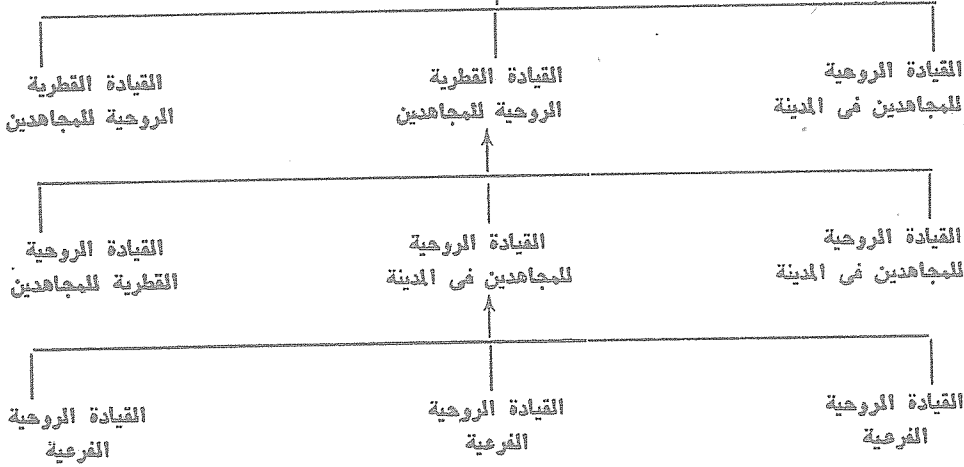 القيادة الروحية
للمجاهدين فى المدينة
القيادة القطرية
الروحية للمجاهدين
القيادة القطرية
الروحية للمجاهدين
القيادة الروحية
للمجاهدين فى المدينة
القيادة الروحية
للمجاهدين فى المدينة
القيادة الروحية
القطرية للمجاهدين
القيادة الروحية
الفرعية
القيادة الروحية
الفرعية
القيادة الروحية
الفرعية